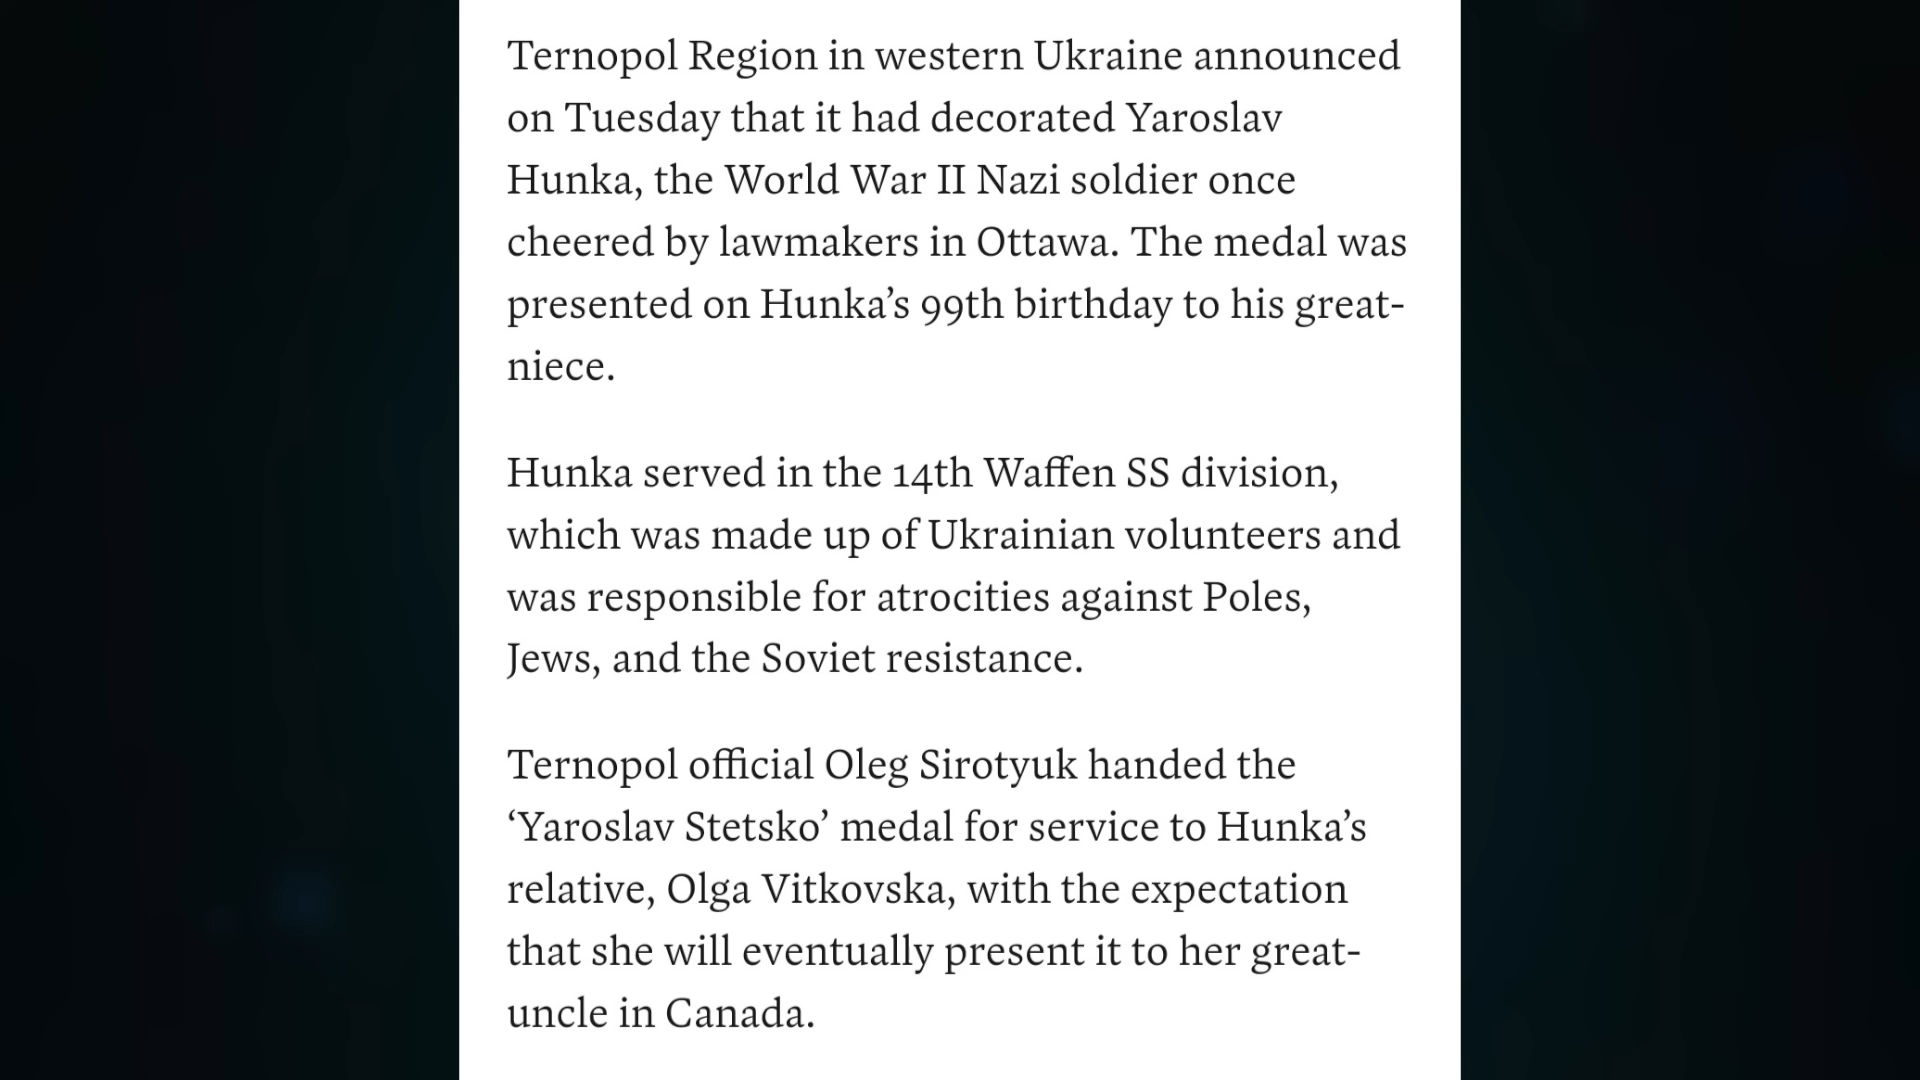 Ternopol Region in western Ukraine announced
on Tuesday that it had decorated Yaroslav
Hunka, the World War II Nazi soldier once
cheered by lawmakers in Ottawa. The medal was
presented on Hunka’s 99th birthday to his great-
niece.
Hunka served in the 14th Waffen SS division,
which was made up of Ukrainian volunteers and
was responsible for atrocities against Poles,
Jews, and the Soviet resistance.
Ternopol official Oleg Sirotyuk handed the
‘Yaroslav Stetsko’ medal for service to Hunka’s
relative, Olga Vitkovska, with the expectation
that she will eventually present it to her great-
uncle in Canada.